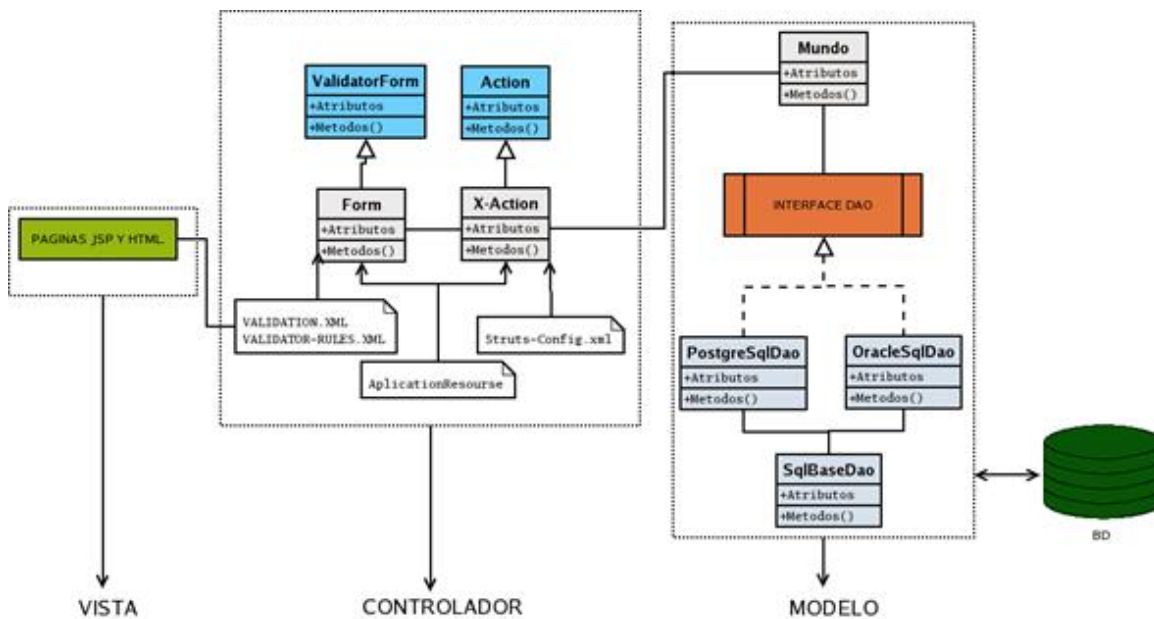 ValidatorForm
+Atributos
+Metodos()
Action
+Atributos
+Metodos()
Mundo
+Atributos
+Metodos()
Form
+Atributos
+Metodos()
X-Action
+Atributos
+Metodos()
INTERFACE DAO
PAGINAS JSP Y HTML
VALIDATION.XML
VALIDATOR-RULES.XML
Struts-Config.xml
AplicationResourse
PostgreSqlDao
+Atributos
+Metodos()
OracleSqlDao
+Atributos
+Metodos()
SqlBaseDao
+Atributos
+Metodos()
BD
VISTA
CONTROLADOR
MODELO